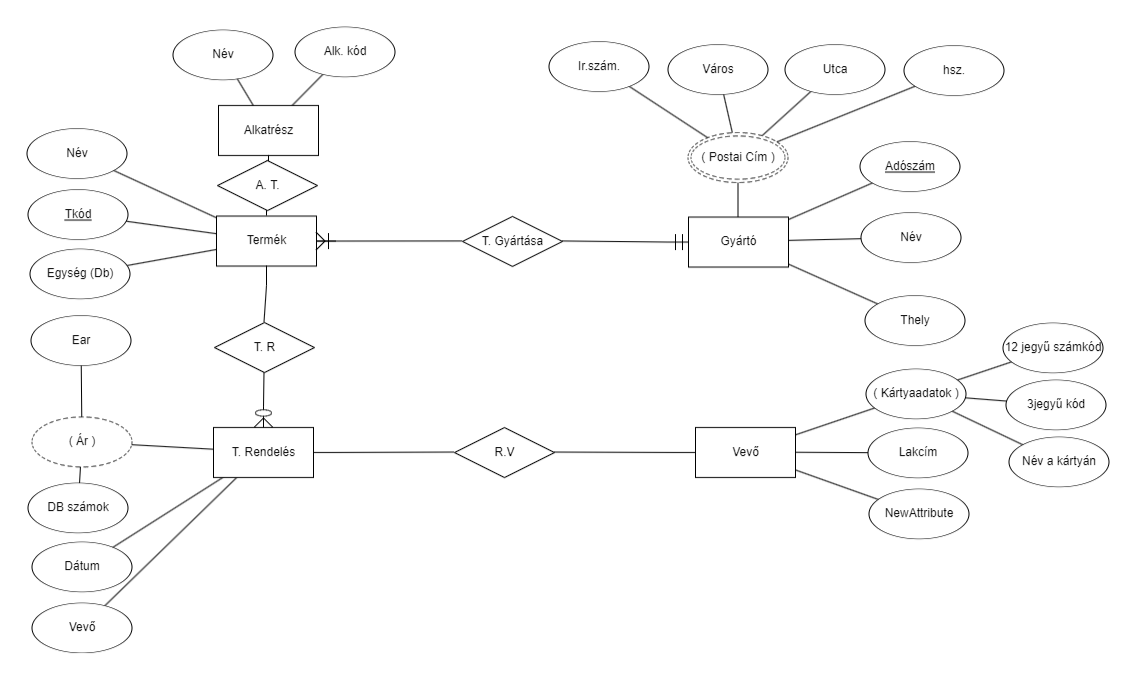 Név
Alk. kód
Ir.szám.
Város
Utca
hsz.
Alkatrész
Név
( Postai Cím )
Adószám
A. T.
Tkód
Termék
T. Gyártása
Gyártó
Név
Egység (Db)
Thely
Ear
T. R
12 jegyű számkód
( Kártyaadatok )
3jegyű kód
( Ár )
T. Rendelés
R.V
Vevő
Lakcím
Név a kártyán
DB számok
NewAttribute
Dátum
Vevő